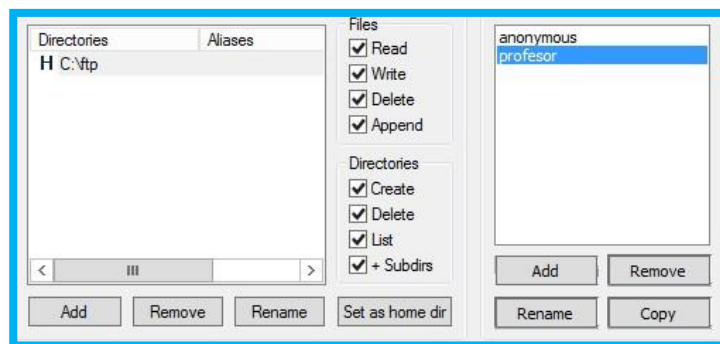 Directories Aliases
H C:\ftp
Add Remove Rename
Files
Read
Write
Delete
Append
Directories
Create
Delete
List
+ Subdirs
Set as home dir
anonymous
profesor
Add Remove
Rename Copy